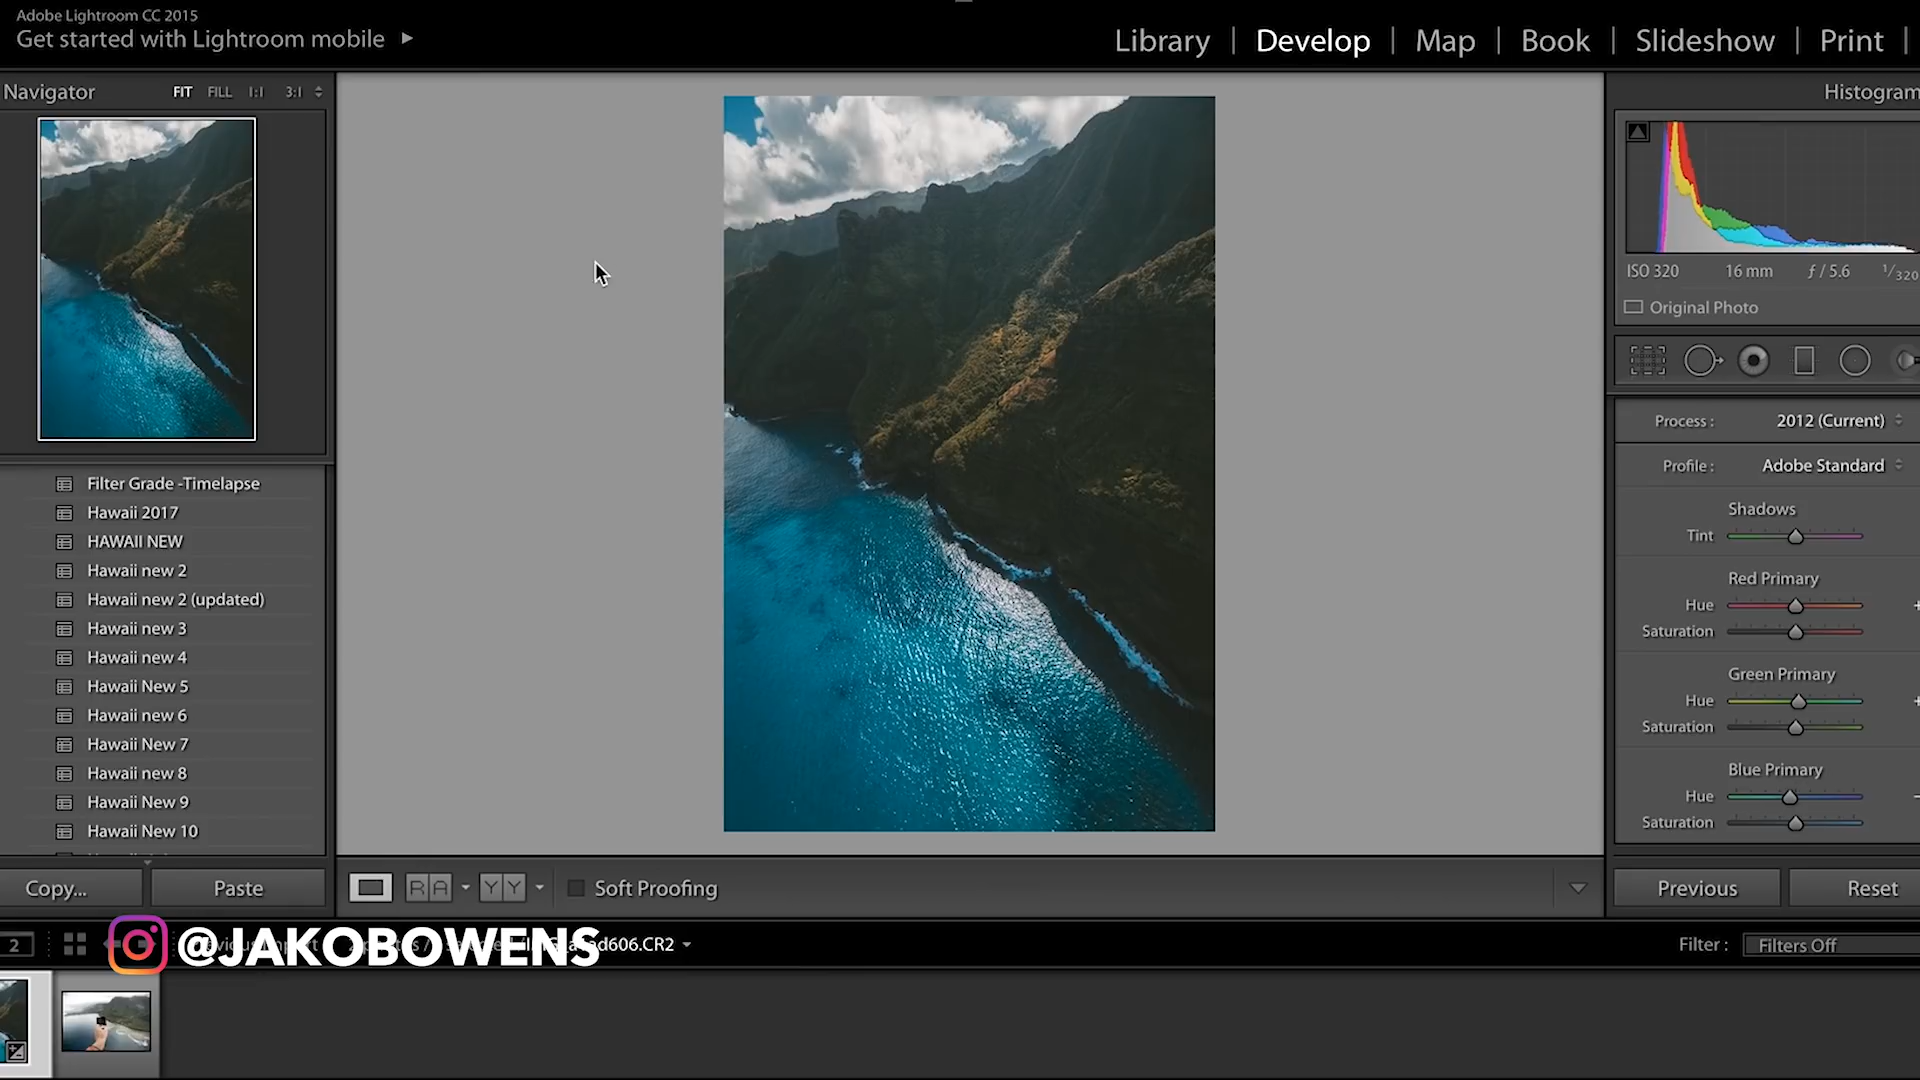 Adobe Lightroom CC 2015
Get started with Lightroom mobile
Library | Develop | Map | Book | Slideshow | Print |
Navigator FIT FILL 1:1 3:1
Histogram
ISO 320 16 mm ƒ / 5.6 1/320
Original Photo
Process : 2012 (Current)
Profile : Adobe Standard
Shadows
Tint
Red Primary
Hue
Saturation
Green Primary
Hue
Saturation
Blue Primary
Hue
Saturation
Filter Grade -Timelapse
Hawaii 2017
HAWAII NEW
Hawaii new 2
Hawaii new 2 (updated)
Hawaii new 3
Hawaii new 4
Hawaii New 5
Hawaii new 6
Hawaii New 7
Hawaii new 8
Hawaii New 9
Hawaii New 10
Copy... Paste
R A Y Y Soft Proofing
Previous Reset
2
@JAKOBOWENS
d606.CR2
Filter : Filters Off